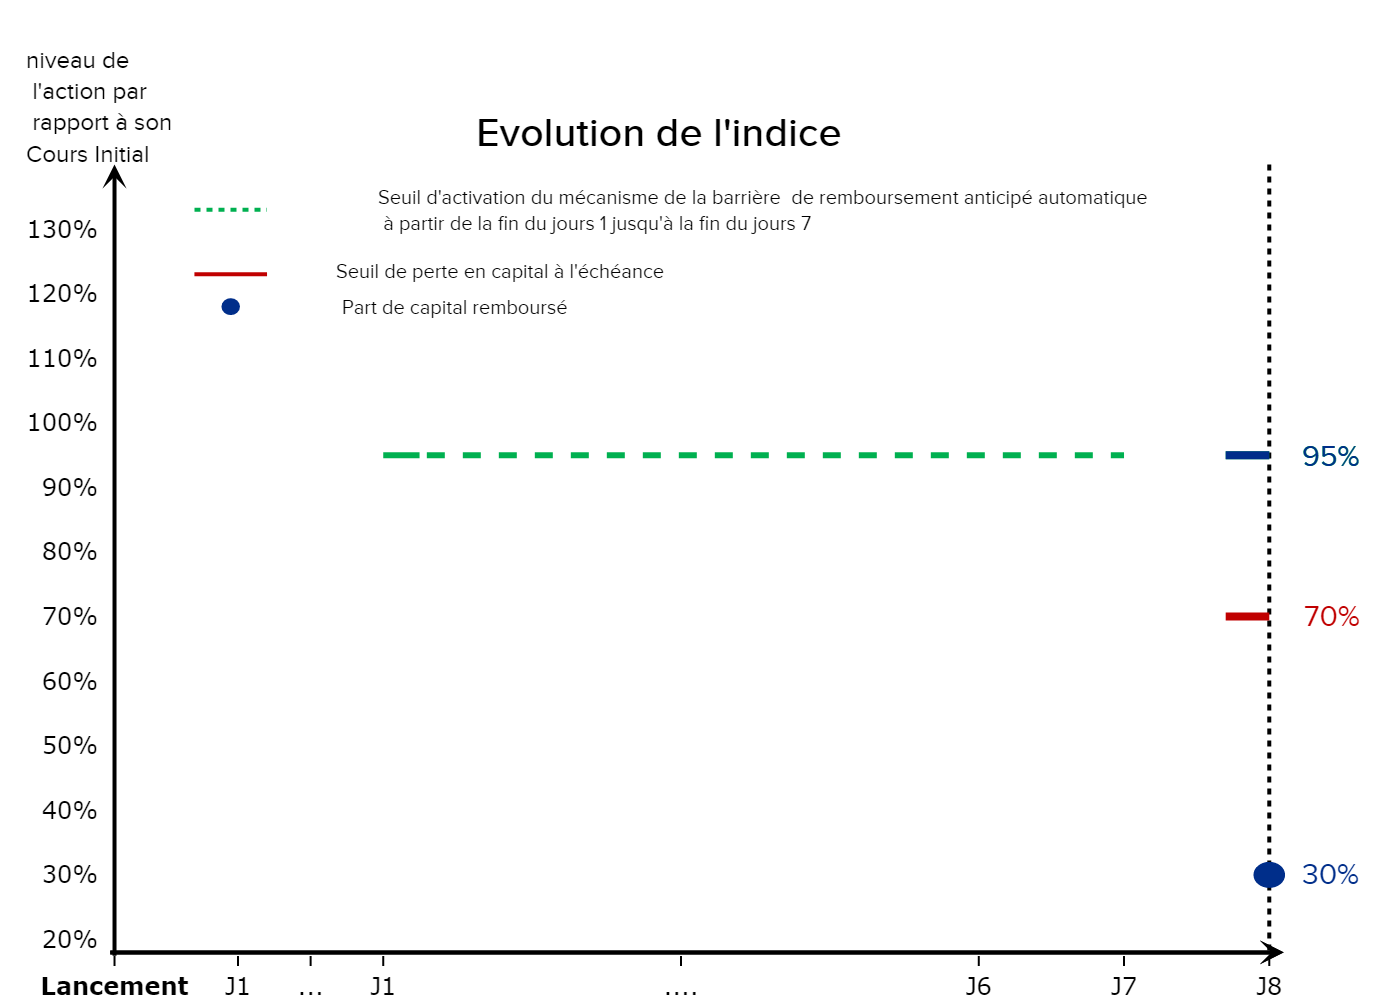 niveau de
l'action par
rapport à son
Cours Initial
Evolution de l'indice
Seuil d'activation du mécanisme de la barrière  de remboursement anticipé automatique
à partir de la fin du jours 1 jusqu'à la fin du jours 7
Seuil de perte en capital à l'échéance
Part de capital remboursé
130%
120%
110%
100%
90%
80%
70%
60%
50%
40%
30%
20%
95%
70%
30%
Lancement J1 ... J1 .... J6 J7 J8